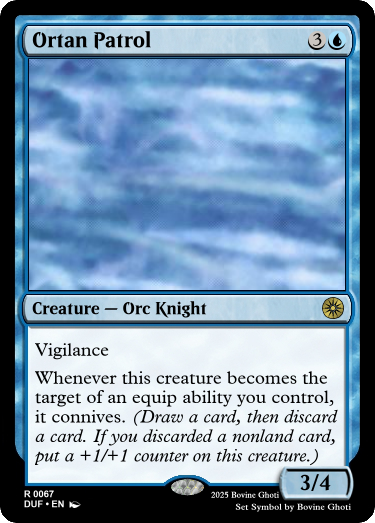 Ortan Patrol 3
Creature — Orc Knight
Vigilance
Whenever this creature becomes the
target of an equip ability you control,
it connives. (Draw a card, then discard
a card. If you discarded a nonland card,
put a +1/+1 counter on this creature.)
3/4
R 0067
DUF • EN
2025 Bovine Ghoti
Set Symbol by Bovine Ghoti